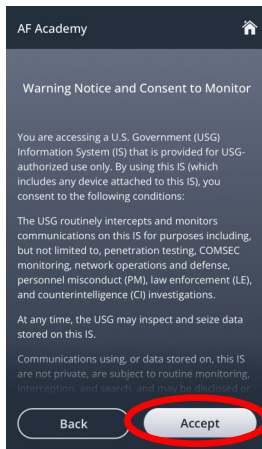 AF Academy
Warning Notice and Consent to Monitor
You are accessing a U.S. Government (USG)
Information System (IS) that is provided for USG-
authorized use only. By using this IS (which
includes any device attached to this IS), you
consent to the following conditions:
The USG routinely intercepts and monitors
communications on this IS for purposes including,
but not limited to, penetration testing, COMSEC
monitoring, network operations and defense,
personnel misconduct (PM), law enforcement (LE),
and counterintelligence (CI) investigations.
At any time, the USG may inspect and seize data
stored on this IS.
Communications using, or data stored on, this IS
are not private, are subject to routine monitoring,
interception, and search, and may be disclosed or
Back
Accept